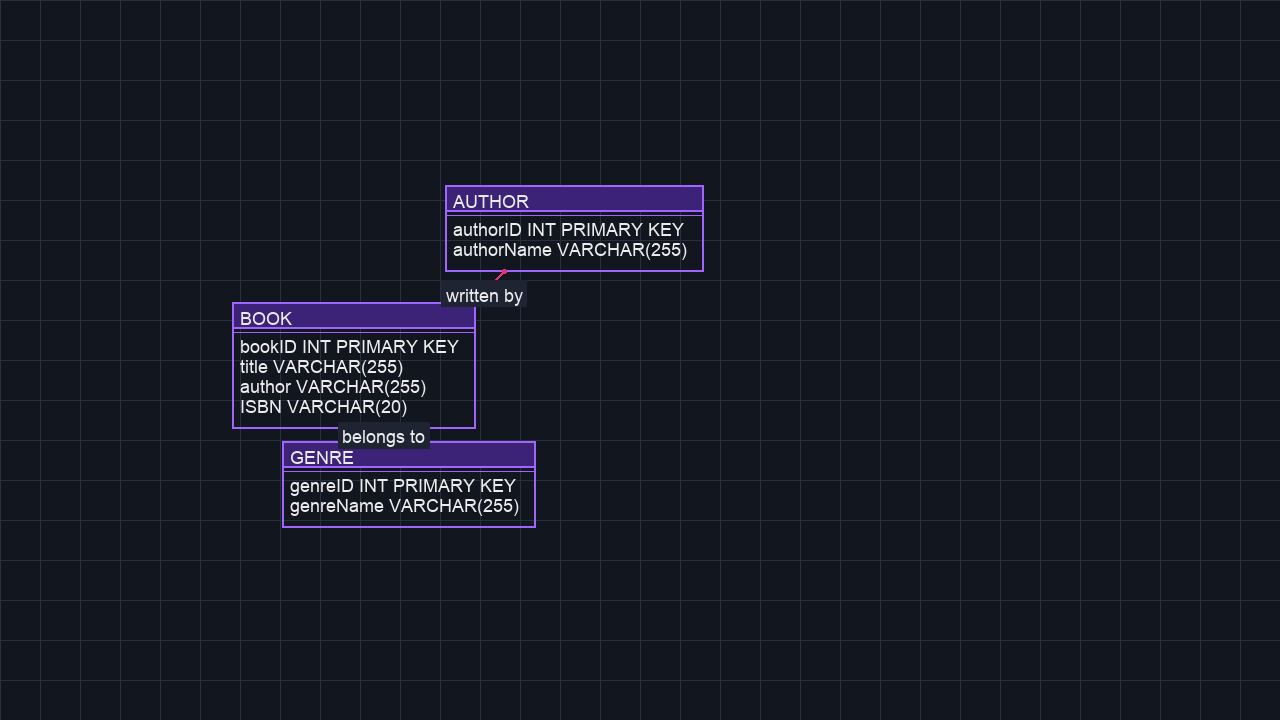 AUTHOR
authorID INT PRIMARY KEY
authorName VARCHAR(255)
written by
BOOK
bookID INT PRIMARY KEY
title VARCHAR(255)
author VARCHAR(255)
ISBN VARCHAR(20)
belongs to
GENRE
genreID INT PRIMARY KEY
genreName VARCHAR(255)